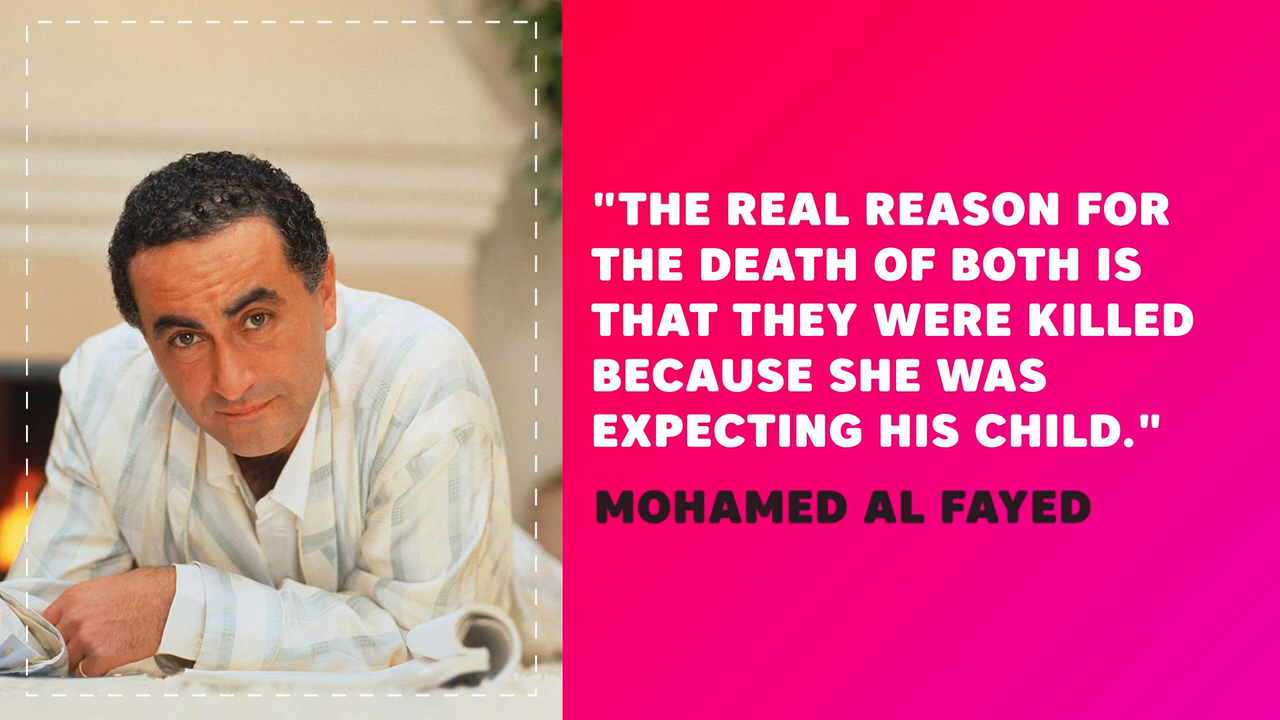 "THE REAL REASON FOR
THE DEATH OF BOTH IS
THAT THEY WERE KILLED
BECAUSE SHE WAS
EXPECTING HIS CHILD."
MOHAMED AL FAYED